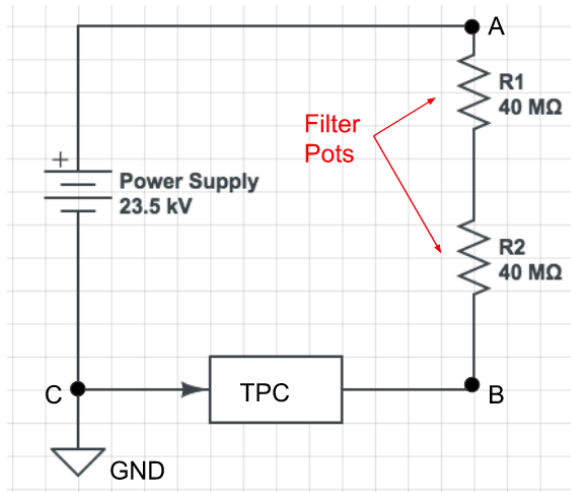 A
R1
40 MΩ
Filter
Pots
+
Power Supply
23.5 kV
R2
40 MΩ
C
TPC
B
GND